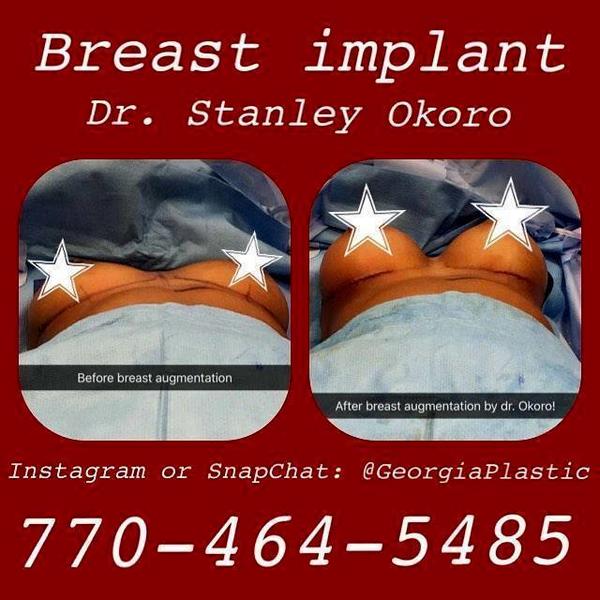 Breast implant
Dr. Stanley Okoro
Before breast augmentation
After breast augmentation by dr. Okoro!
Instagram or SnapChat: @GeorgiaPlastic
770-464-5485